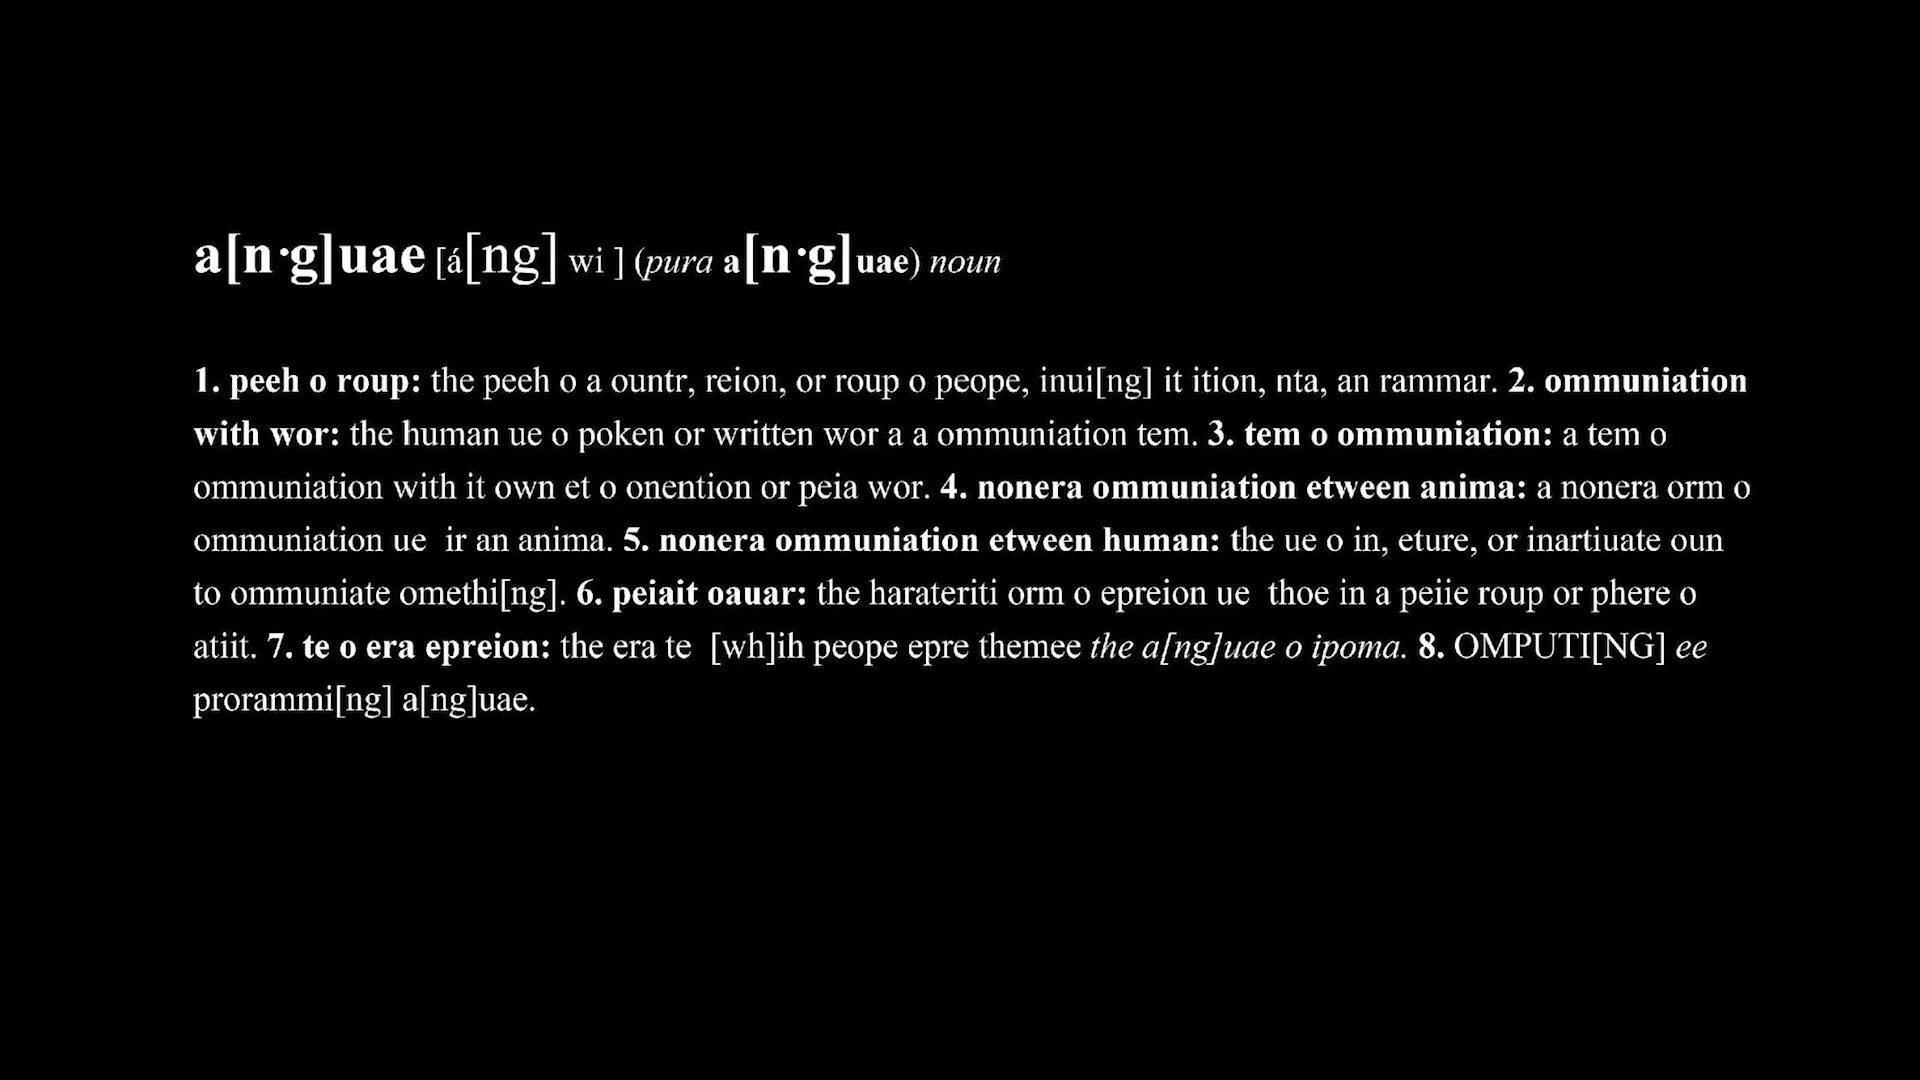 a[n·g]uae [á[ng] wi ] (pura a[n·g]uae) noun
1. peeh o roup: the peeh o a ountr, reion, or roup o peope, inui[ng] it ition, nta, an rammar. 2. ommuniation
with wor: the human ue o poken or written wor a a ommuniation tem. 3. tem o ommuniation: a tem o
ommuniation with it own et o onention or peia wor. 4. nonera ommuniation etween anima: a nonera orm o
ommuniation ue  ir an anima. 5. nonera ommuniation etween human: the ue o in, eture, or inartiuate oun
to ommuniate omethi[ng]. 6. peiait oauar: the harateriti orm o epreion ue  thoe in a peiie roup or phere o
atiit. 7. te o era epreion: the era te  [wh]ih peope epre themee the a[ng]uae o ipoma. 8. OMPUTI[NG] ee
prorammi[ng] a[ng]uae.